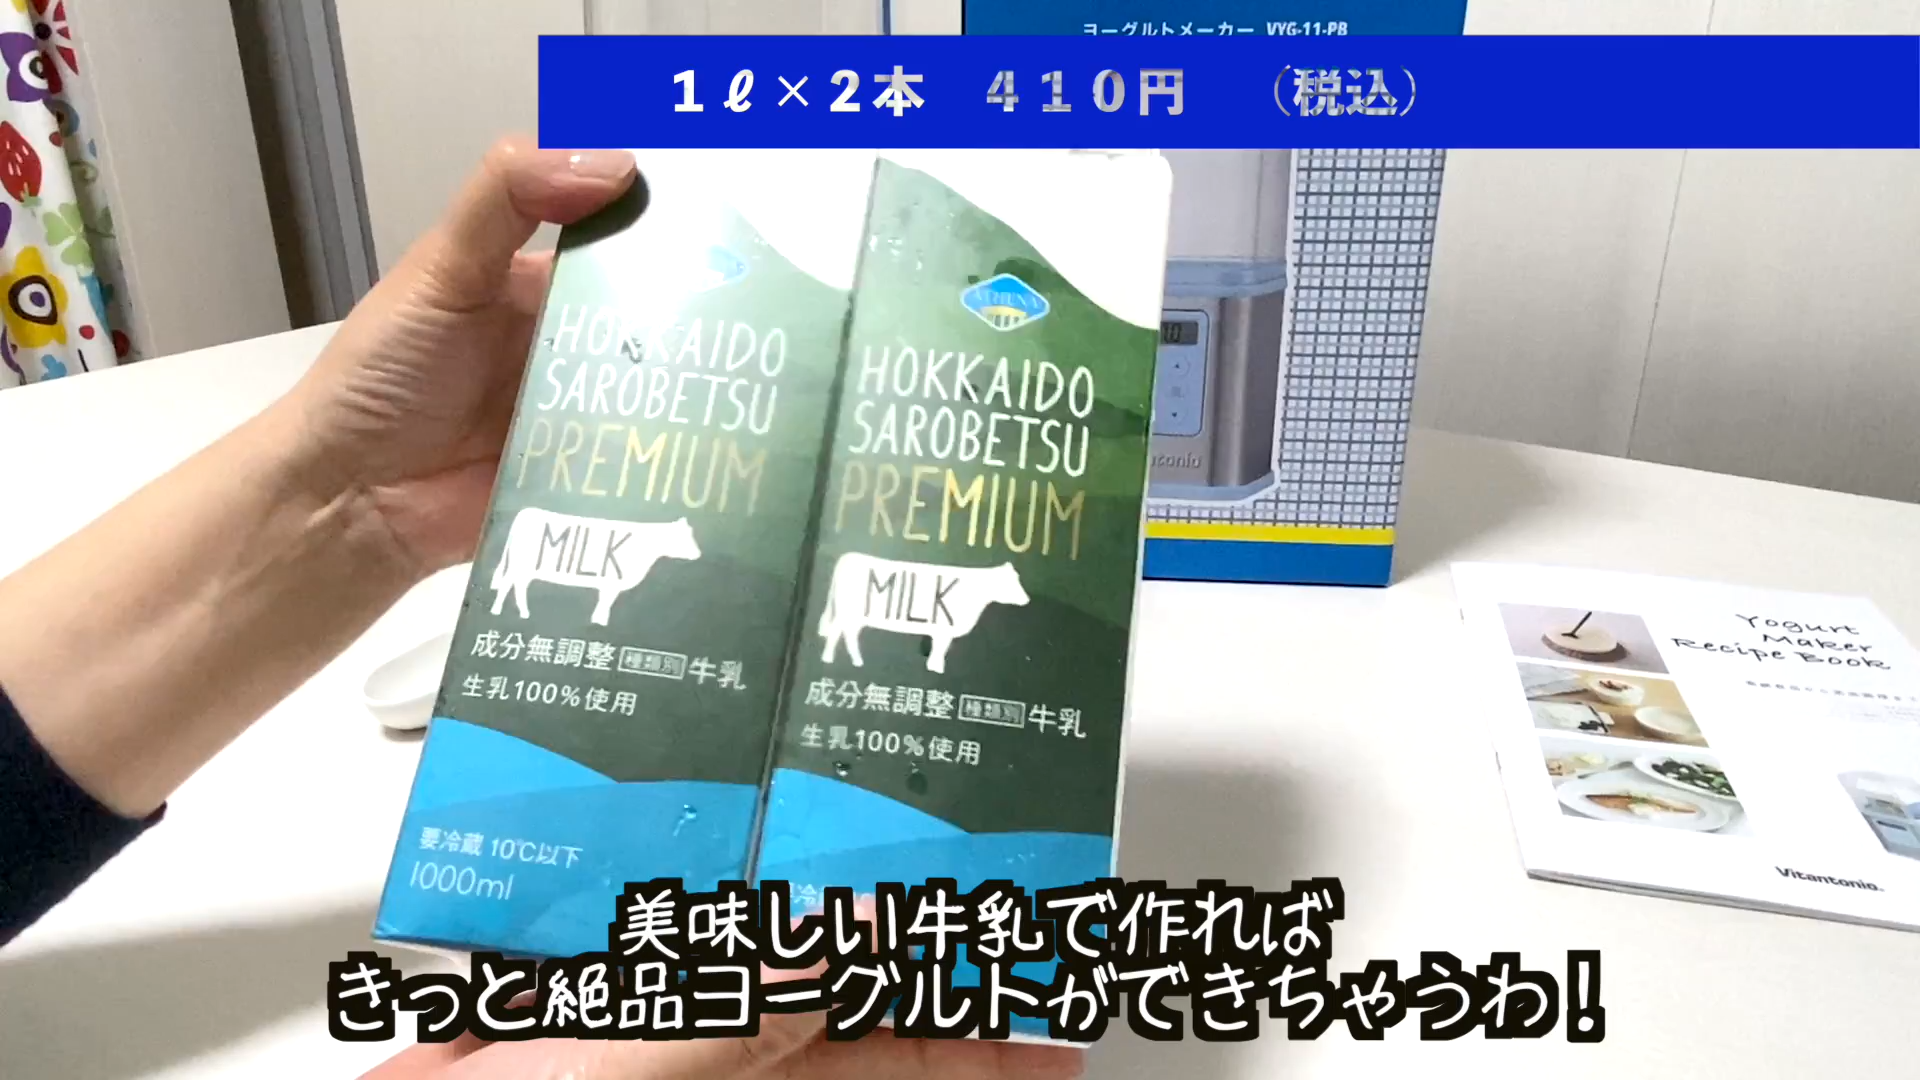 ヨーグルトメーカー VYG-11-PB
1ℓ×2本 410円 （税込）
HOKKAIDO
SAROBETSU
PREMIUM
MILK
成分無調整 種類別 牛乳
生乳100%使用
要冷蔵 10℃以下
1000ml
ATHENA
HOKKAIDO
SAROBETSU
PREMIUM
MILK
成分無調整 種類別 牛乳
生乳100%使用
Yogurt
Maker
Recipe Book
Vitantonio
美味しい牛乳で作れば
きっと絶品ヨーグルトができちゃうわ！